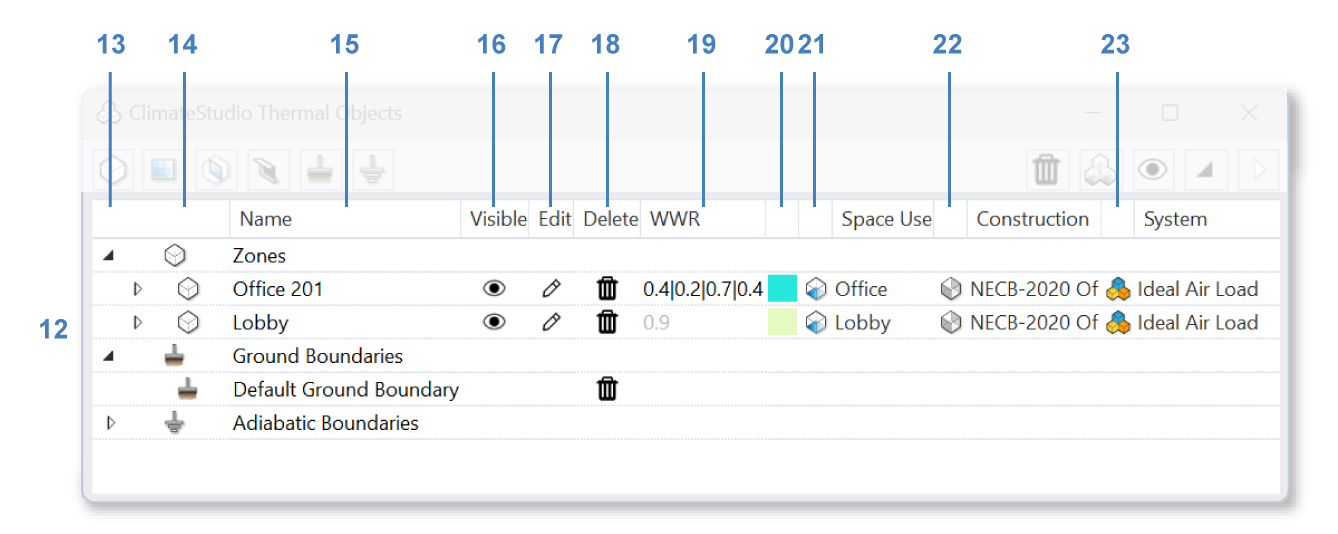 13 14 15 16 17 18 19 20 21 22 23
ClimateStudio Thermal Objects
Name Visible Edit Delete WWR Space Use Construction System
Zones
Office 201 0.4|0.2|0.7|0.4 Office NECB-2020 Of Ideal Air Load
12 Lobby 0.9 Lobby NECB-2020 Of Ideal Air Load
Ground Boundaries
Default Ground Boundary
Adiabatic Boundaries